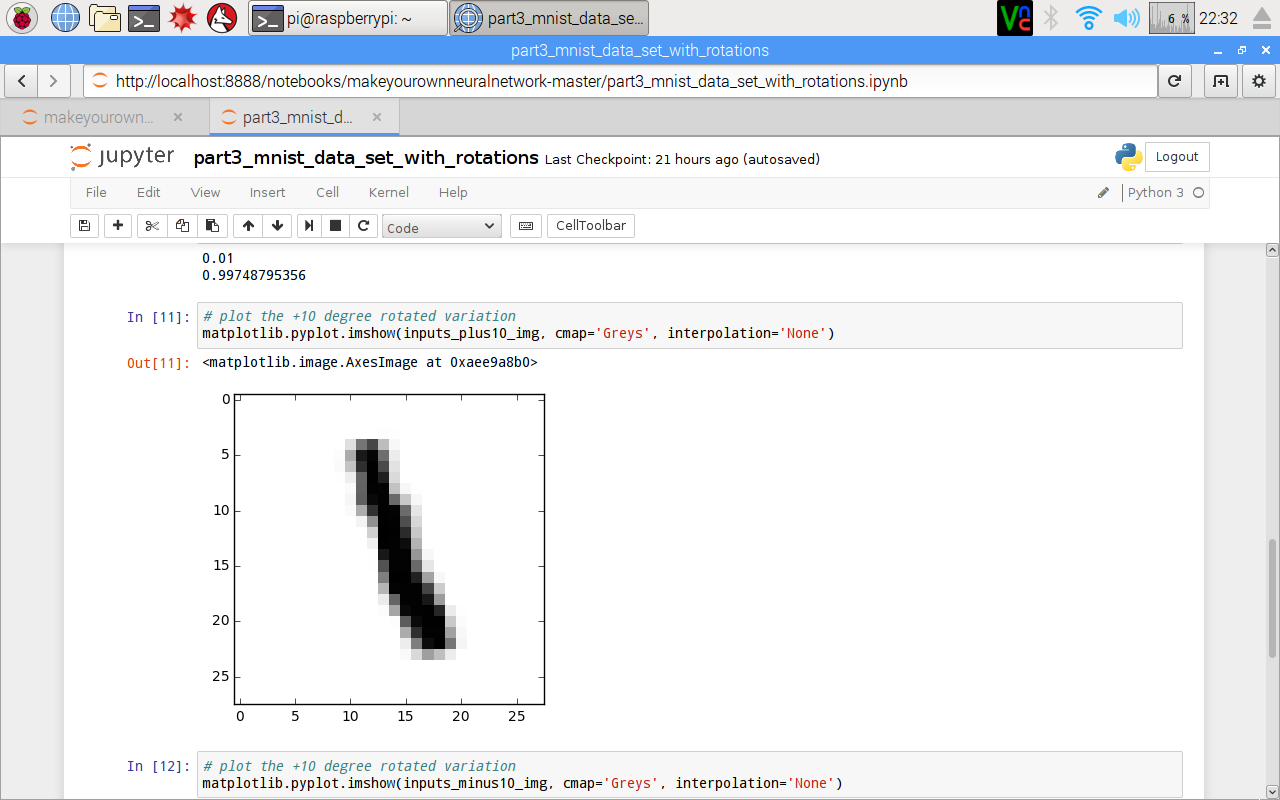 pi@raspberrypi: ~
part3_mnist_data_se...
VNC
6 %
22:32
part3_mnist_data_set_with_rotations
http://localhost:8888/notebooks/makeyourownneuralnetwork-master/part3_mnist_data_set_with_rotations.ipynb
makeyourown...
part3_mnist_d...
jupyter part3_mnist_data_set_with_rotations Last Checkpoint: 21 hours ago (autosaved)
Logout
File Edit View Insert Cell Kernel Help
Python 3
Code
CellToolbar
0.01
0.99748795356
In [11]: # plot the +10 degree rotated variation
matplotlib.pyplot.imshow(inputs_plus10_img, cmap='Greys', interpolation='None')
Out[11]: <matplotlib.image.AxesImage at 0xaee9a8b0>
0
5
10
15
20
25
0 5 10 15 20 25
In [12]: # plot the +10 degree rotated variation
matplotlib.pyplot.imshow(inputs_minus10_img, cmap='Greys', interpolation='None')